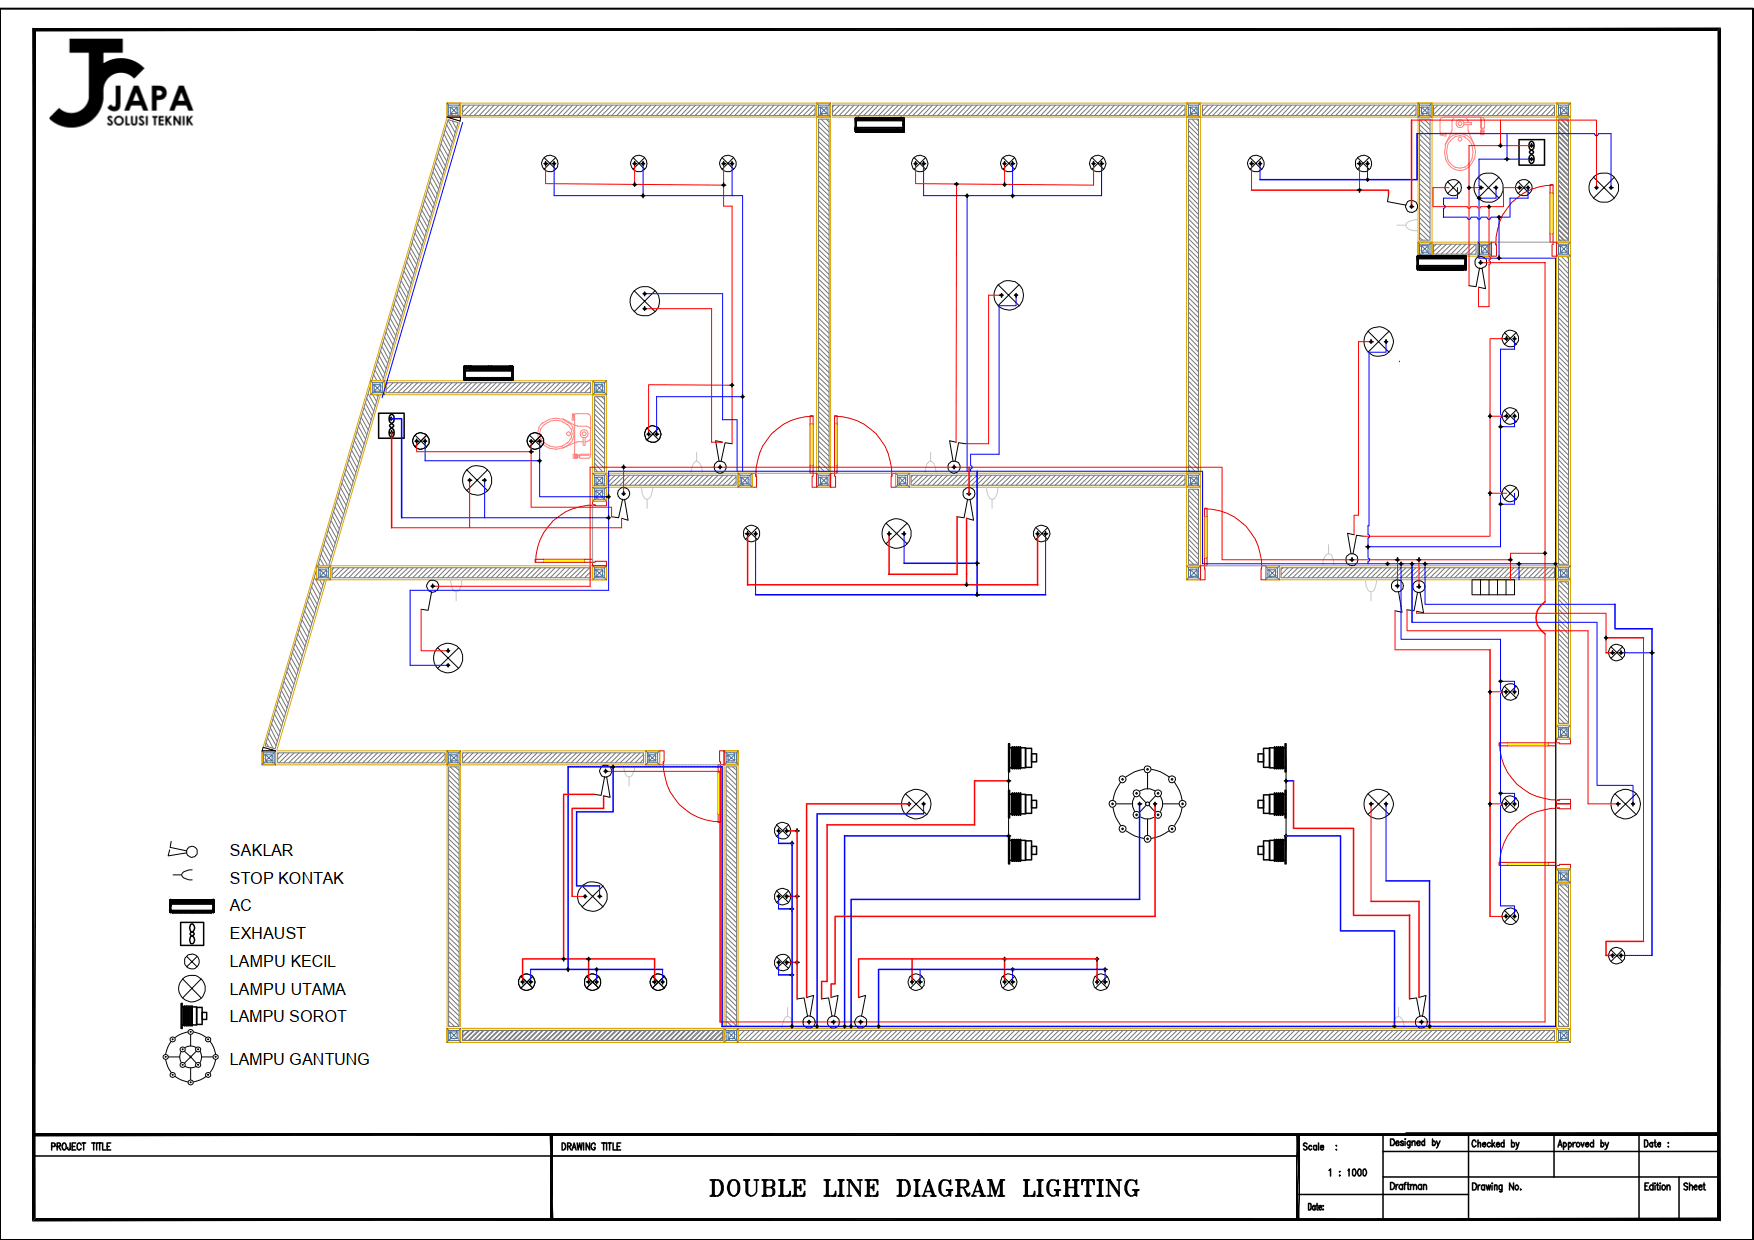 JAPA
SOLUSI TEKNIK
SAKLAR
STOP KONTAK
AC
EXHAUST
LAMPU KECIL
LAMPU UTAMA
LAMPU SOROT
LAMPU GANTUNG
PROJECT TITLE
DRAWING TITLE
DOUBLE LINE DIAGRAM LIGHTING
Scale :
1 : 1000
Date:
Designed by
Checked by
Approved by
Date :
Draftman
Drawing No.
Edition
Sheet